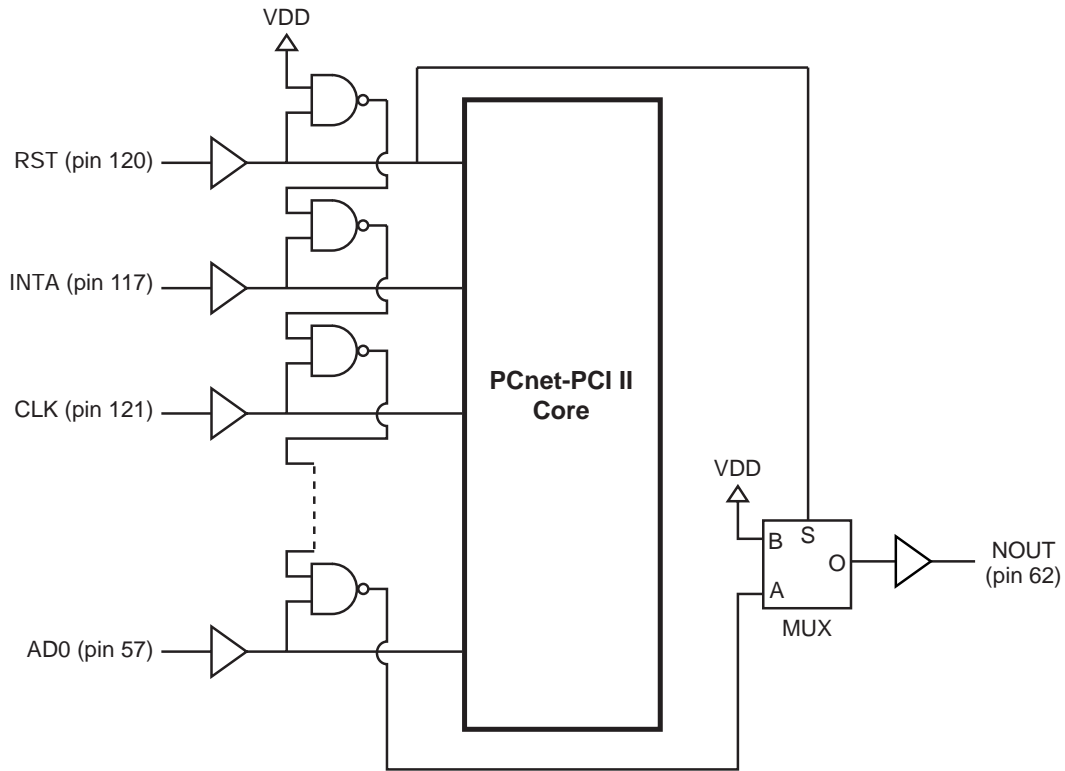 VDD
RST (pin 120)
INTA (pin 117)
CLK (pin 121)
PCnet-PCI II
Core
VDD
B
S
O
A
MUX
NOUT
(pin 62)
AD0 (pin 57)